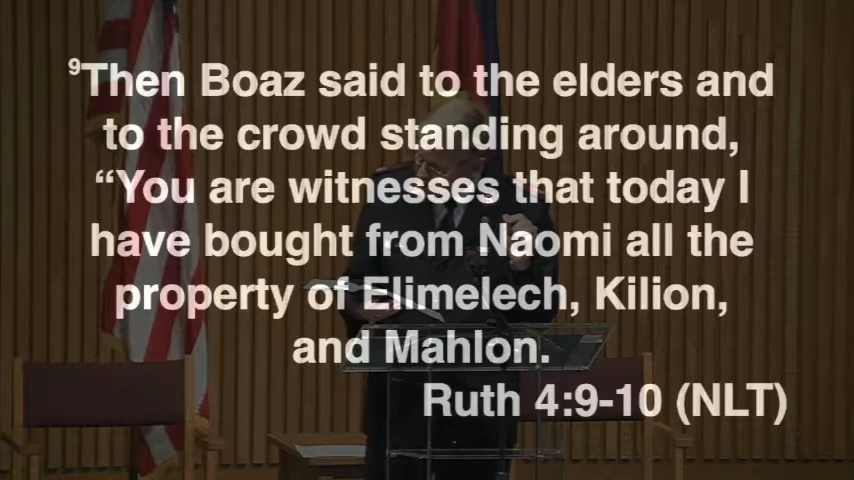 ⁹Then Boaz said to the elders and
to the crowd standing around,
“You are witnesses that today I
have bought from Naomi all the
property of Elimelech, Kilion,
and Mahlon.
Ruth 4:9-10 (NLT)